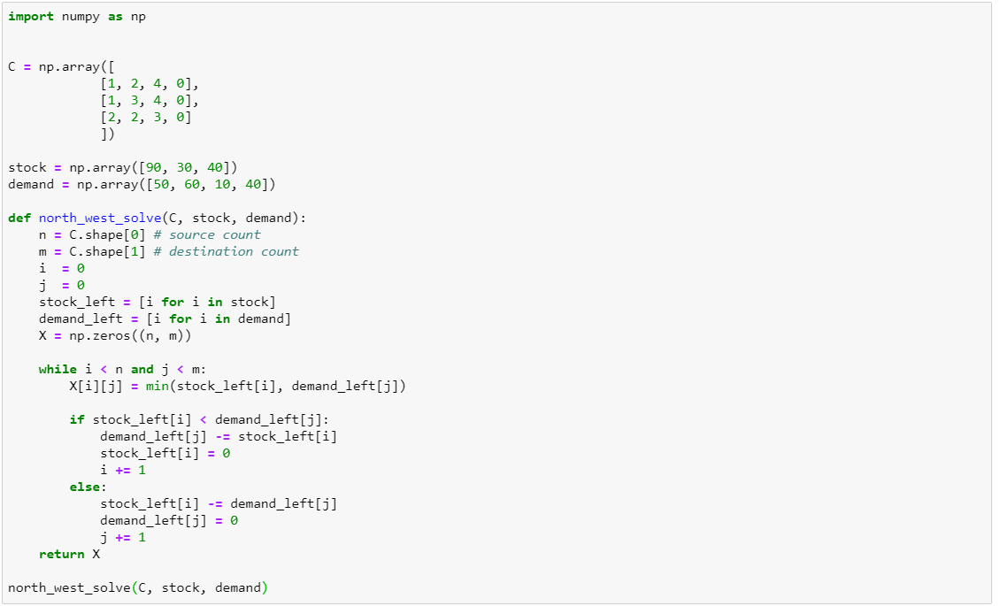 import numpy as np
C = np.array([
            [1, 2, 4, 0],
            [1, 3, 4, 0],
            [2, 2, 3, 0]
            ])
stock = np.array([90, 30, 40])
demand = np.array([50, 60, 10, 40])
def north_west_solve(C, stock, demand):
    n = C.shape[0] # source count
    m = C.shape[1] # destination count
    i  = 0
    j  = 0
    stock_left = [i for i in stock]
    demand_left = [i for i in demand]
    X = np.zeros((n, m))
    while i < n and j < m:
        X[i][j] = min(stock_left[i], demand_left[j])
        if stock_left[i] < demand_left[j]:
            demand_left[j] -= stock_left[i]
            stock_left[i] = 0
            i += 1
        else:
            stock_left[i] -= demand_left[j]
            demand_left[j] = 0
            j += 1
    return X
north_west_solve(C, stock, demand)